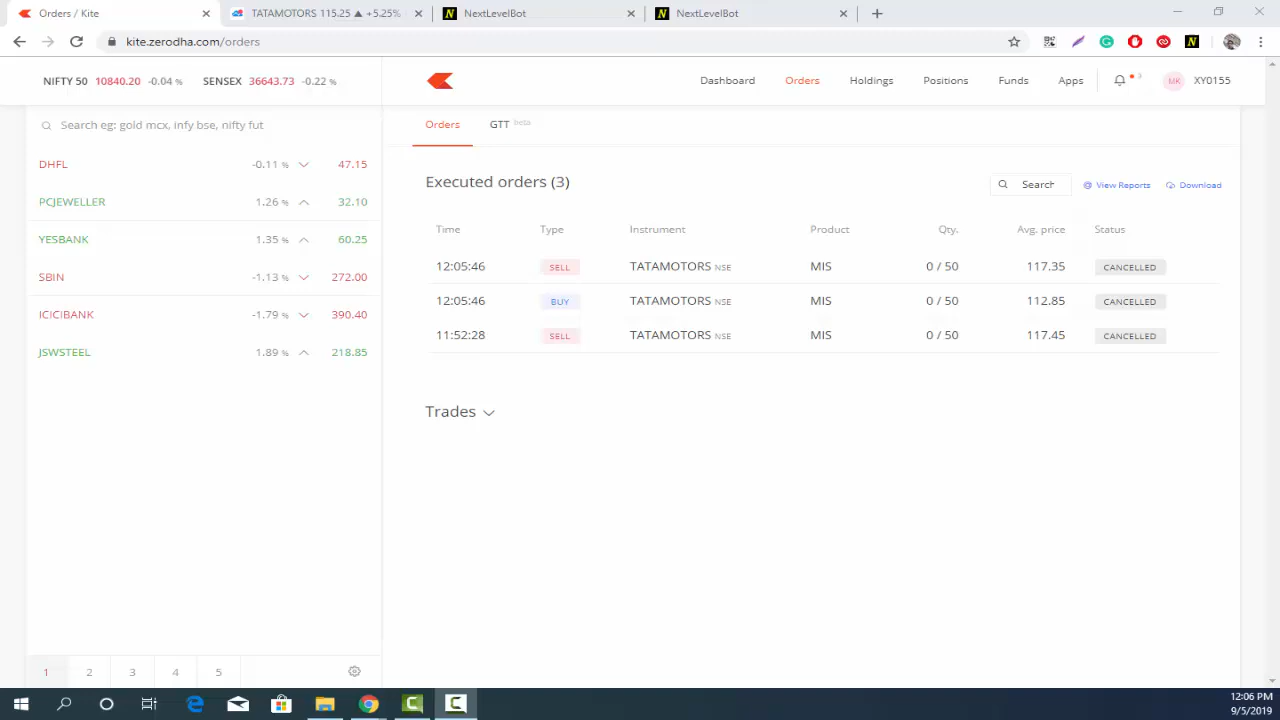 Orders / Kite
TATAMOTORS 115.25 ▲ +5.25%
NextLevelBot
NextLevelBot
kite.zerodha.com/orders
NIFTY 50 10840.20 -0.04 %
SENSEX 36643.73 -0.22 %
Dashboard
Orders
Holdings
Positions
Funds
Apps
3
MK
XY0155
Search eg: gold mcx, infy bse, nifty fut
DHFL -0.11 % 47.15
PCJEWELLER 1.26 % 32.10
YESBANK 1.35 % 60.25
SBIN -1.13 % 272.00
ICICIBANK -1.79 % 390.40
JSWSTEEL 1.89 % 218.85
1 2 3 4 5
Orders
GTT beta
Executed orders (3)
Search
View Reports
Download
Time Type Instrument Product Qty. Avg. price Status
12:05:46 SELL TATAMOTORS NSE MIS 0 / 50 117.35 CANCELLED
12:05:46 BUY TATAMOTORS NSE MIS 0 / 50 112.85 CANCELLED
11:52:28 SELL TATAMOTORS NSE MIS 0 / 50 117.45 CANCELLED
Trades
12:06 PM
9/5/2019